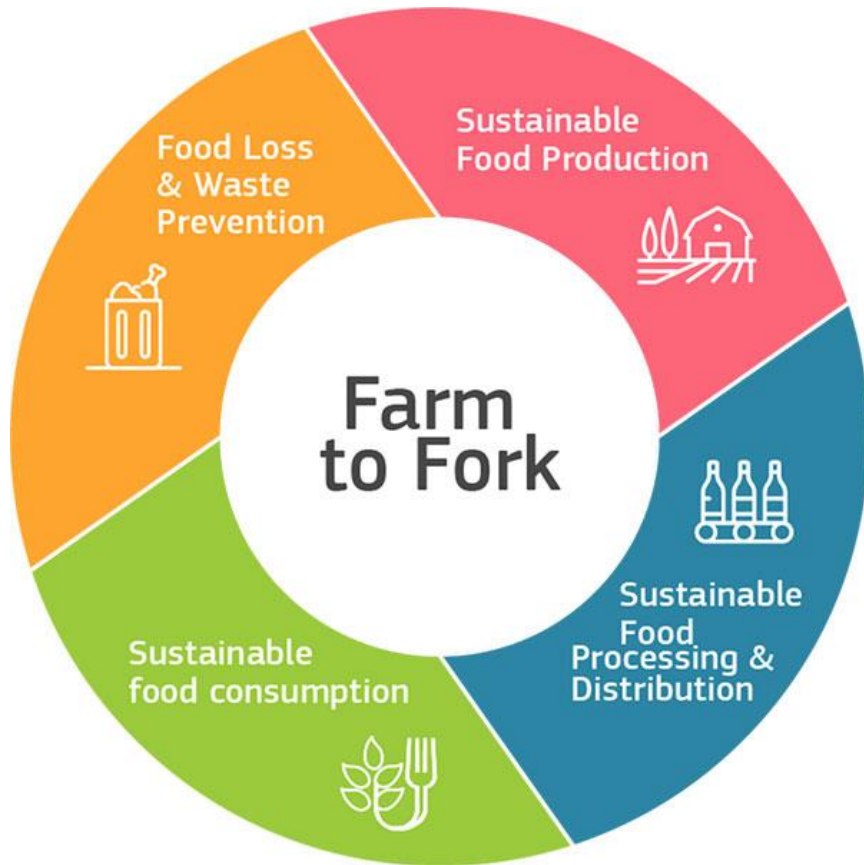 Farm
to Fork
Sustainable
Food Production
Sustainable
Food
Processing &
Distribution
Sustainable
food consumption
Food Loss
& Waste
Prevention